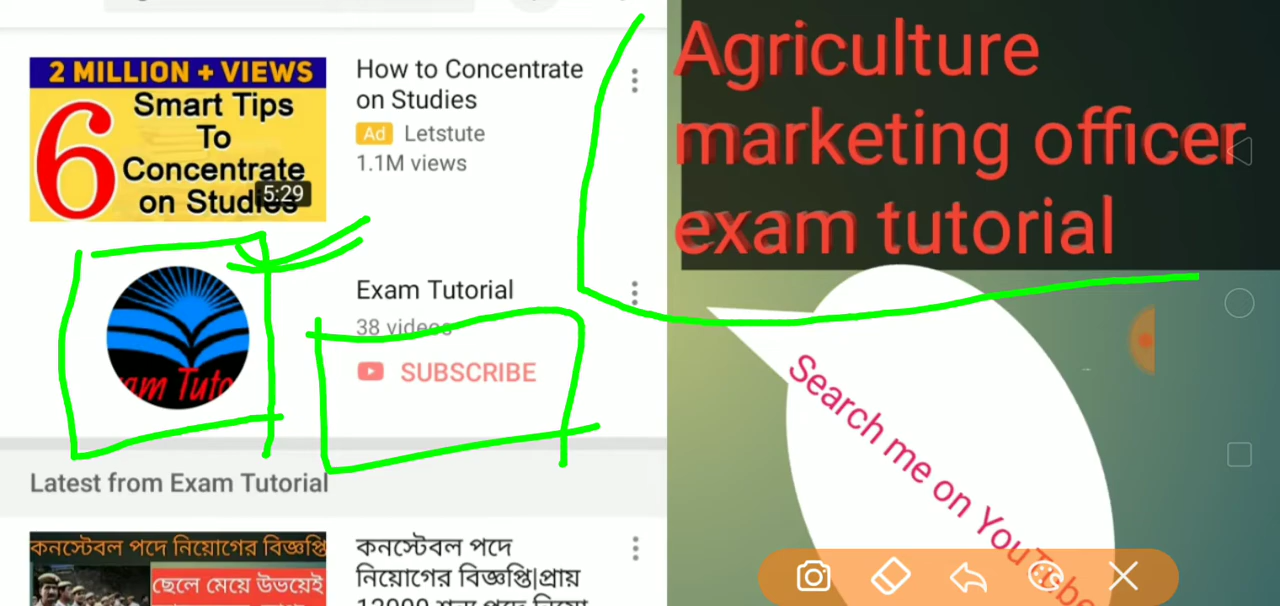 2 MILLION + VIEWS
6
Smart Tips
To
Concentrate
on Studies
5:29
How to Concentrate
on Studies
Ad Letstute
1.1M views
Exam Tutorial
38 videos
SUBSCRIBE
Latest from Exam Tutorial
কনস্টেবল পদে নিয়োগের বিজ্ঞপ্তি
ছেলে মেয়ে উভয়েই
কনস্টেবল পদে
নিয়োগের বিজ্ঞপ্তি|প্রায়
Agriculture
marketing officer
exam tutorial
Search me on YouTube